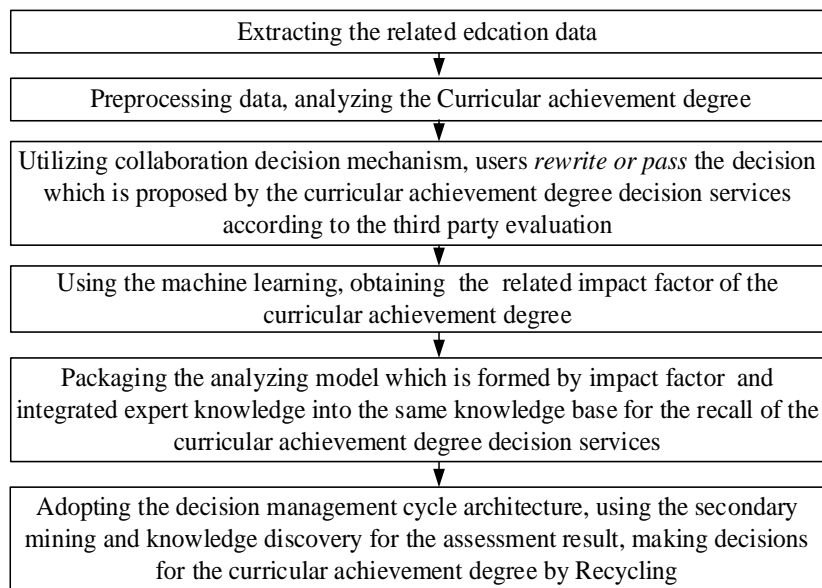 Extracting the related edcation data
Preprocessing data, analyzing the Curricular achievement degree
Utilizing collaboration decision mechanism, users rewrite or pass the decision
which is proposed by the curricular achievement degree decision services
according to the third party evaluation
Using the machine learning, obtaining the related impact factor of the
curricular achievement degree
Packaging the analyzing model which is formed by impact factor and
integrated expert knowledge into the same knowledge base for the recall of the
curricular achievement degree decision services
Adopting the decision management cycle architecture, using the secondary
mining and knowledge discovery for the assessment result, making decisions
for the curricular achievement degree by Recycling